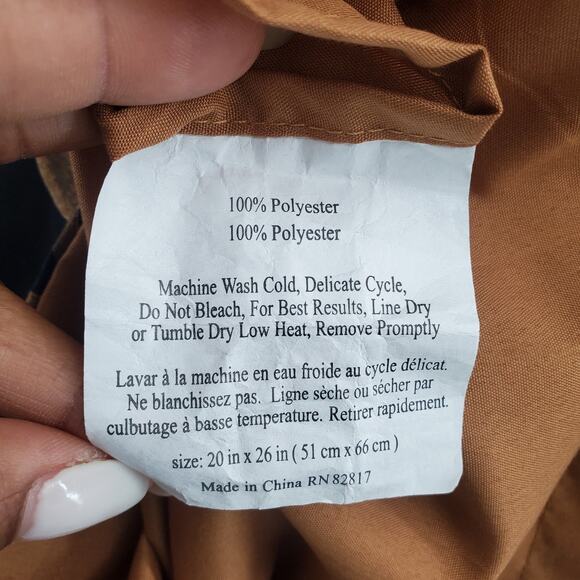 100% Polyester
100% Polyester
Machine Wash Cold, Delicate Cycle,
Do Not Bleach, For Best Results, Line Dry
or Tumble Dry Low Heat, Remove Promptly
Lavar à la machine en eau froide au cycle délicat.
Ne blanchissez pas. Ligne sèche ou sécher par
culbutage à basse temperature. Retirer rapidement.
size: 20 in x 26 in ( 51 cm x 66 cm )
Made in China RN 82817